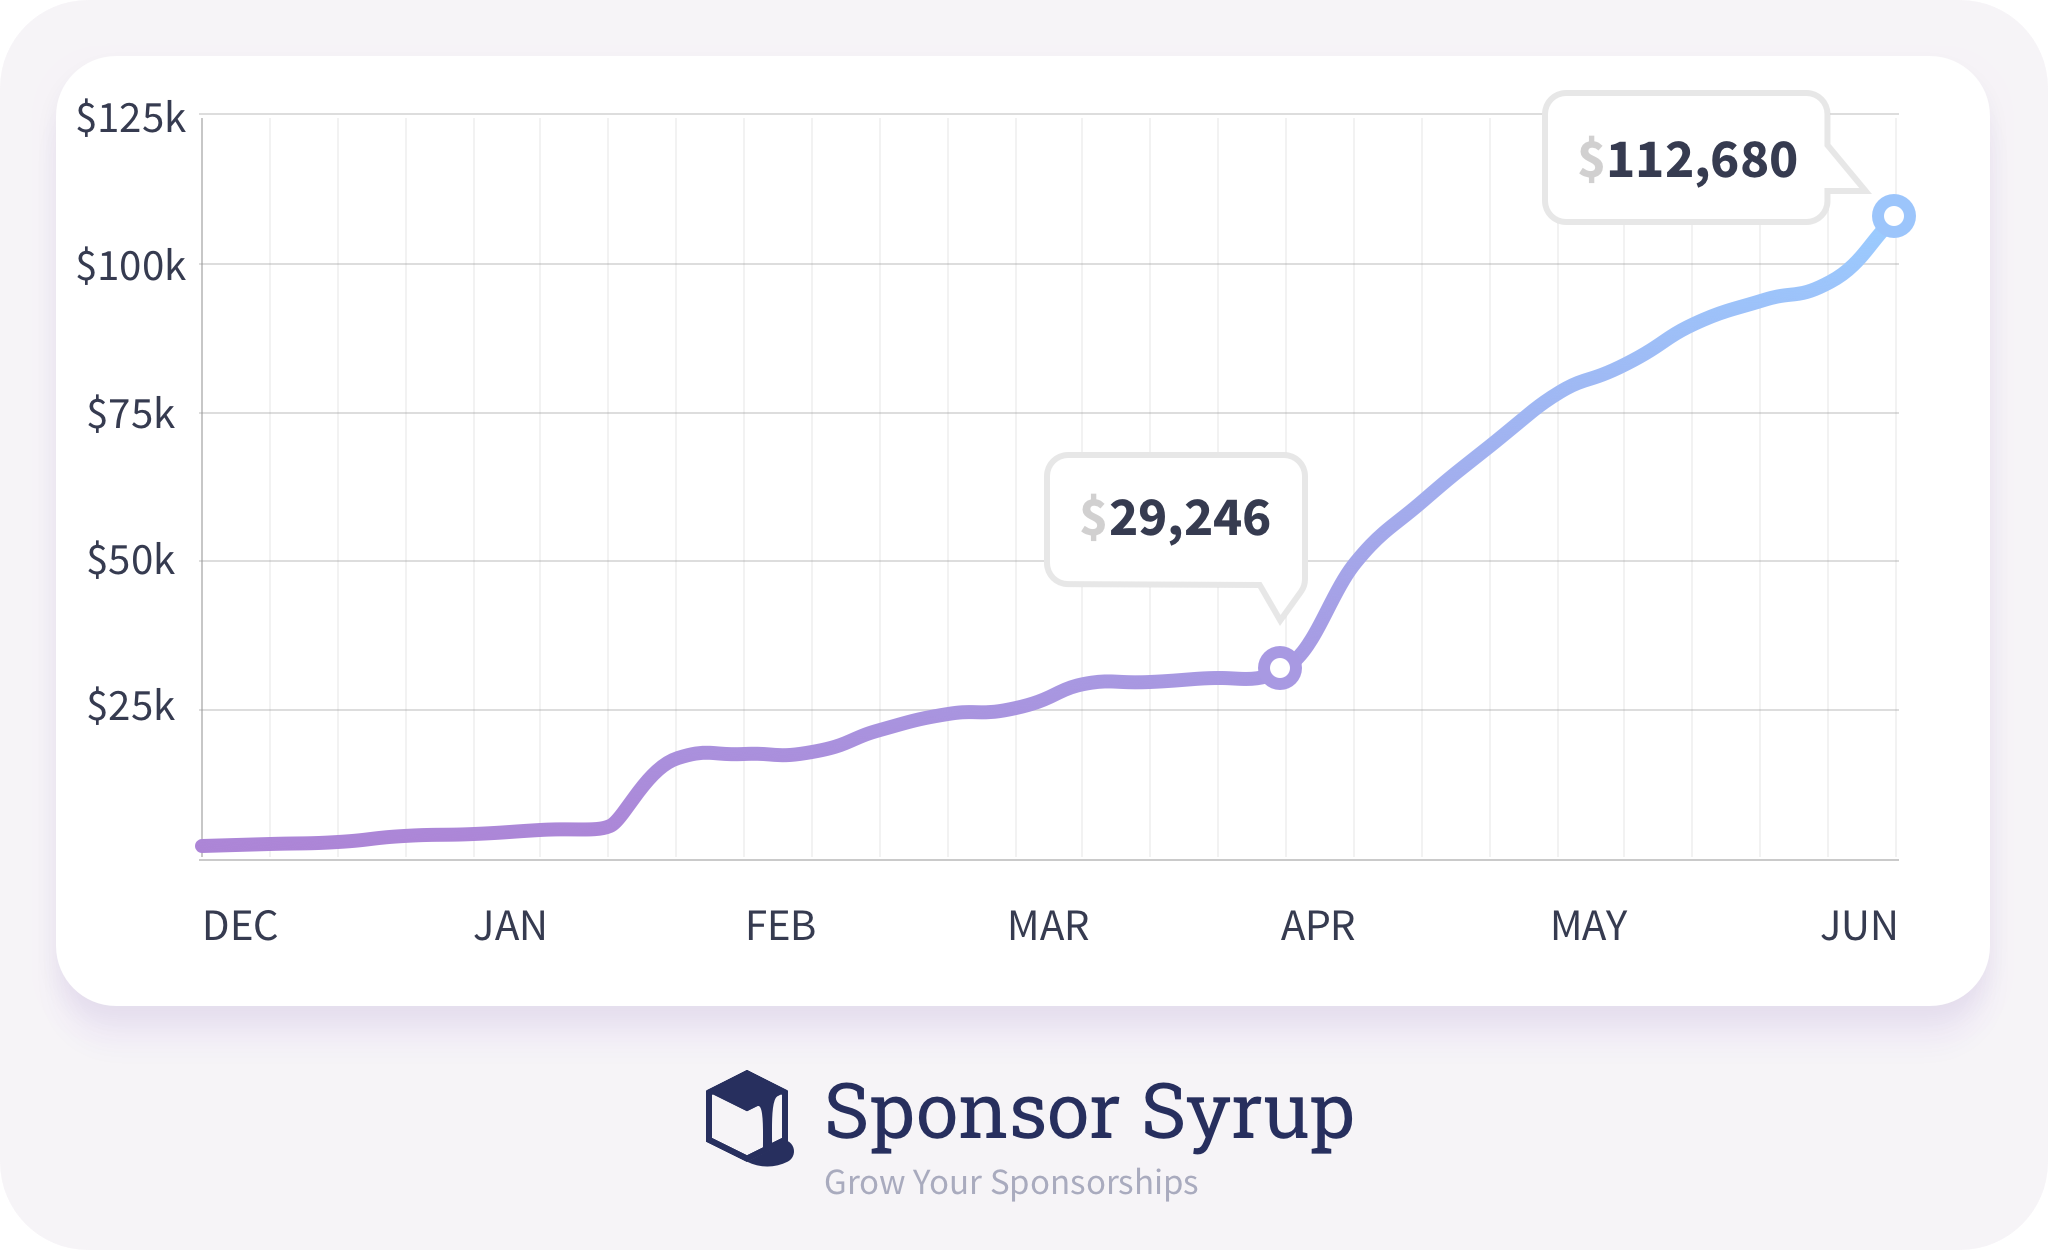 $125k
$112,680
$100k
$75k
$29,246
$50k
$25k
DEC JAN FEB MAR APR MAY JUN
Sponsor Syrup
Grow Your Sponsorships